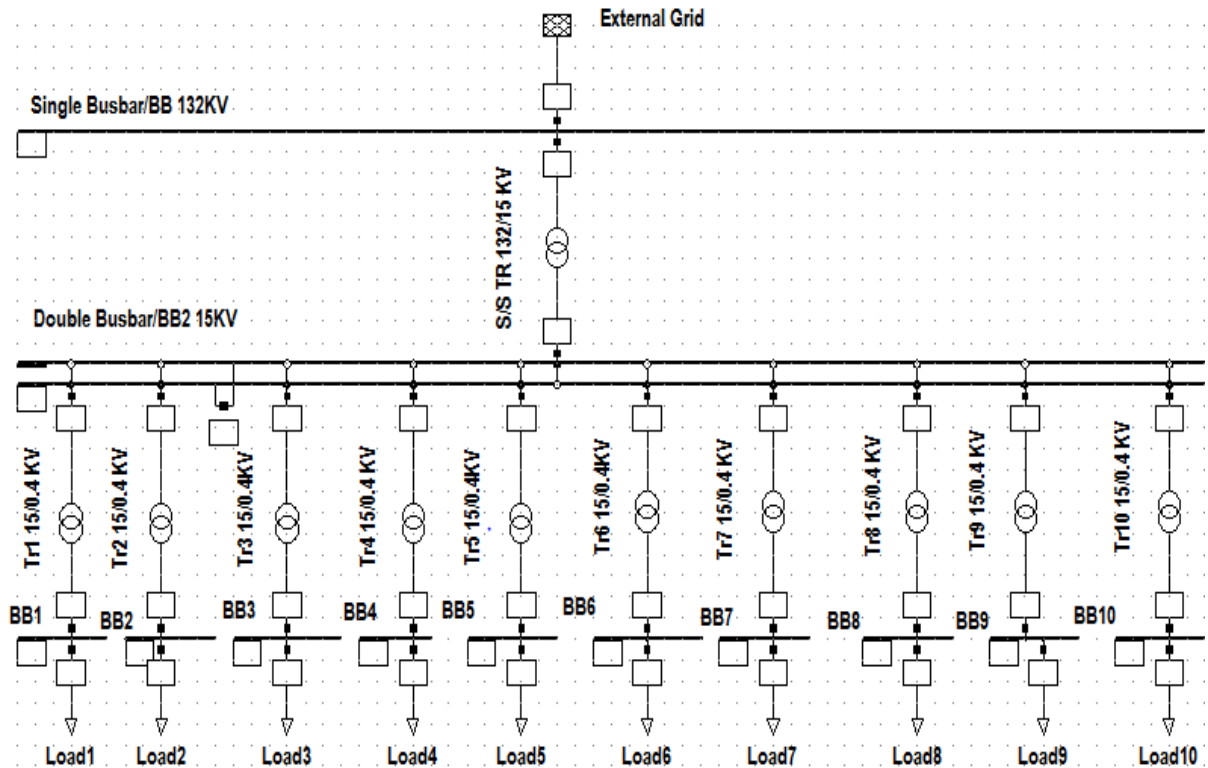 External Grid
Single Busbar/BB 132KV
S/S TR 132/15 KV
Double Busbar/BB2 15KV
Tr1 15/0.4 KV
Tr2 15/0.4 KV
Tr3 15/0.4KV
Tr4 15/0.4 KV
Tr5 15/0.4KV
Tr6 15/0.4KV
Tr7 15/0.4 KV
Tr8 15/0.4 KV
Tr9 15/0.4 KV
Tr10 15/0.4 KV
BB1
BB2
BB3
BB4
BB5
BB6
BB7
BB8
BB9
BB10
Load1
Load2
Load3
Load4
Load5
Load6
Load7
Load8
Load9
Load10